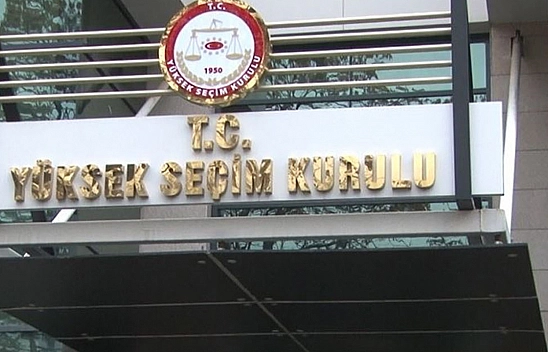 T.C.
1950
YÜKSEK SEÇİM KURULU
T.C.
YÜKSEK SEÇİM KURULU